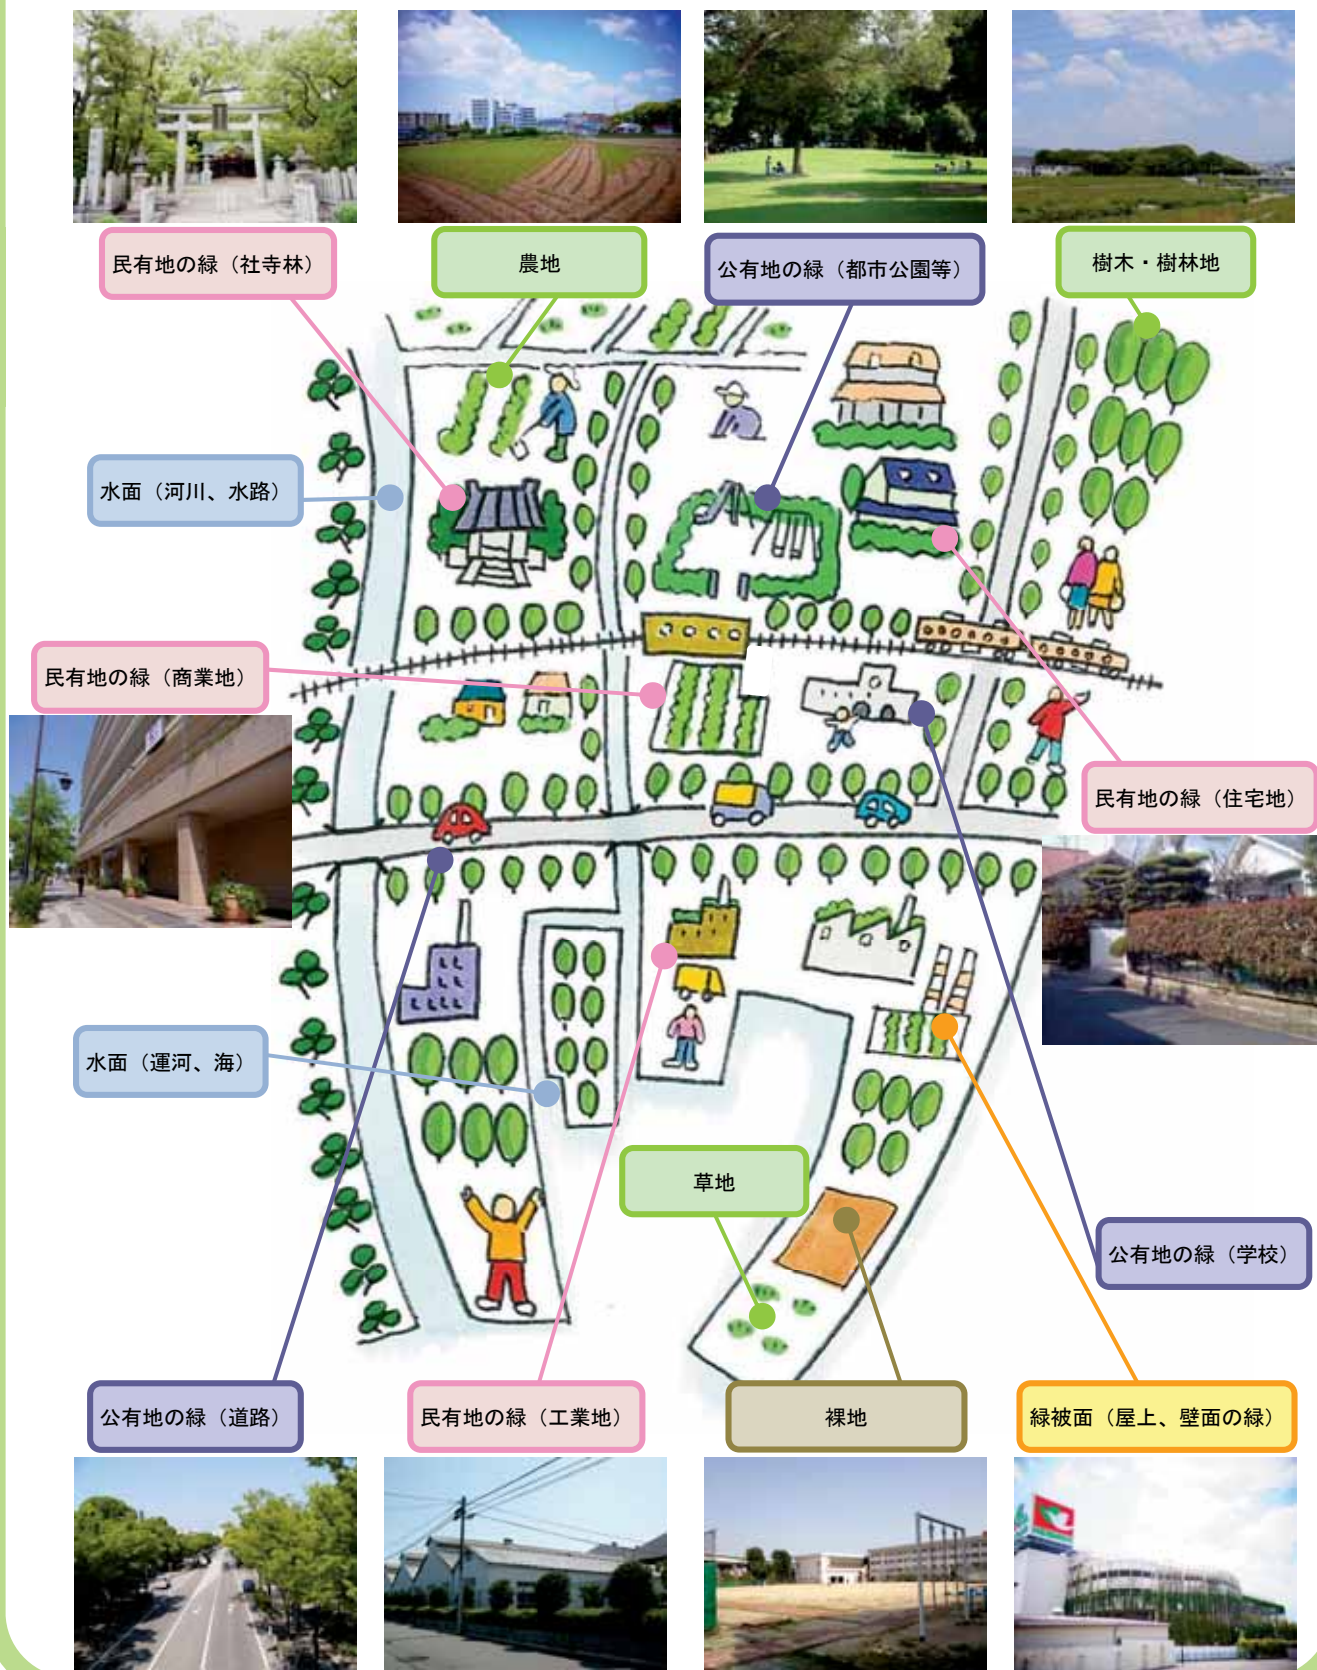 民有地の緑（社寺林）
農地
公有地の緑（都市公園等）
樹木・樹林地
水面（河川、水路）
民有地の緑（商業地）
民有地の緑（住宅地）
水面（運河、海）
草地
公有地の緑（学校）
公有地の緑（道路）
民有地の緑（工業地）
裸地
緑被面（屋上、壁面の緑）